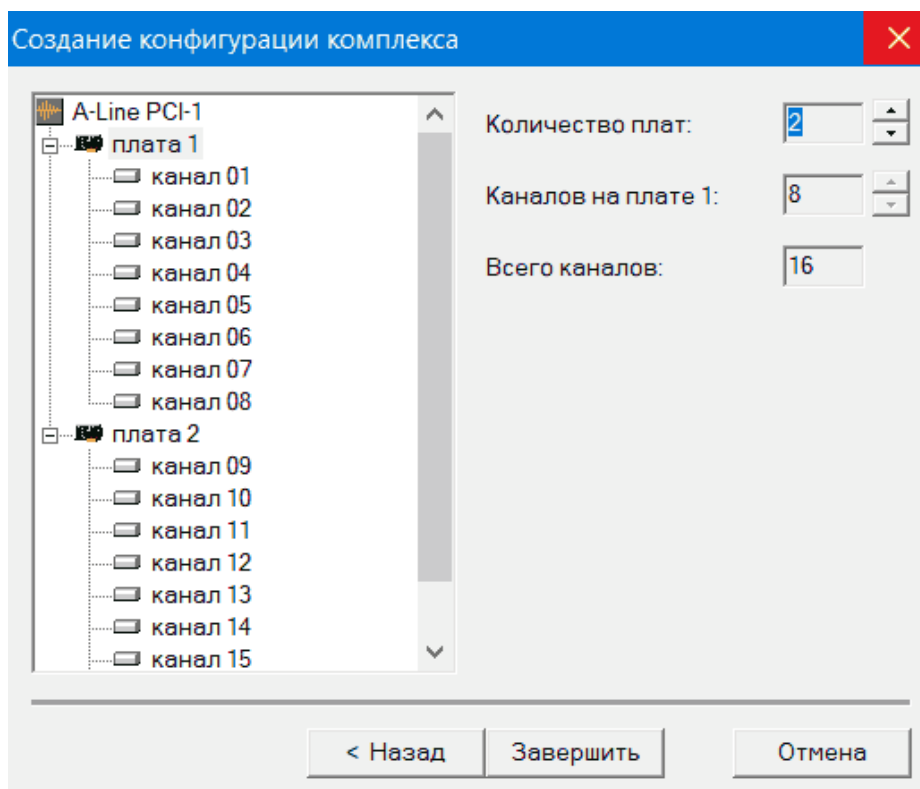 Создание конфигурации комплекса
A-Line PCI-1
плата 1
канал 01
канал 02
канал 03
канал 04
канал 05
канал 06
канал 07
канал 08
плата 2
канал 09
канал 10
канал 11
канал 12
канал 13
канал 14
канал 15
Количество плат: 2
Каналов на плате 1: 8
Всего каналов: 16
< Назад
Завершить
Отмена